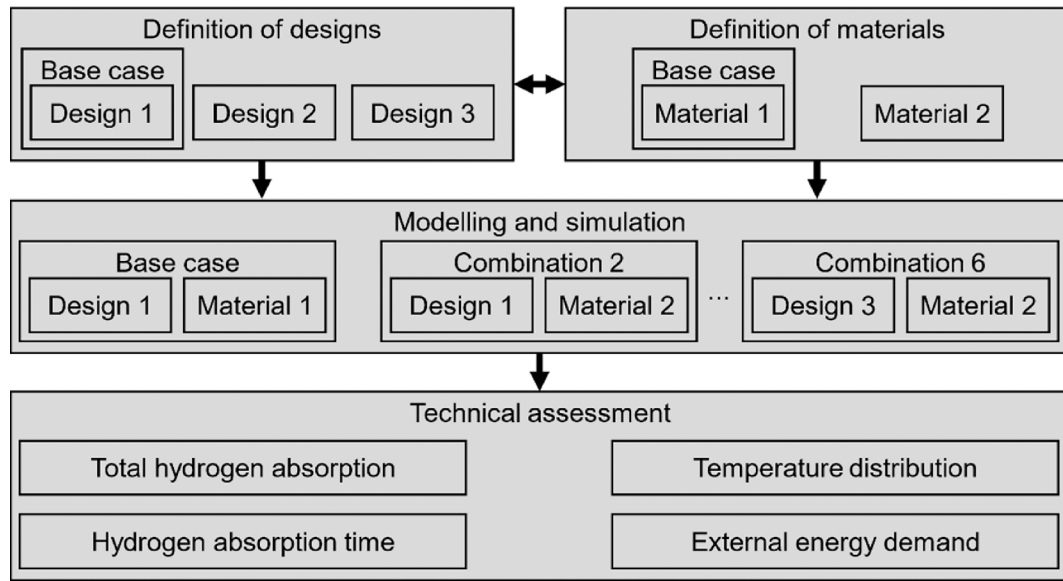 Definition of designs
Base case
Design 1
Design 2
Design 3
Definition of materials
Base case
Material 1
Material 2
Modelling and simulation
Base case
Design 1
Material 1
Combination 2
Design 1
Material 2
...
Combination 6
Design 3
Material 2
Technical assessment
Total hydrogen absorption
Temperature distribution
Hydrogen absorption time
External energy demand